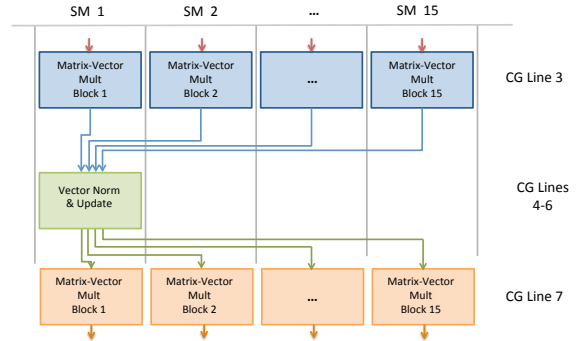 SM 1 SM 2 ... SM 15
Matrix-Vector Mult Block 1
Matrix-Vector Mult Block 2
...
Matrix-Vector Mult Block 15
CG Line 3
Vector Norm & Update
CG Lines 4-6
Matrix-Vector Mult Block 1
Matrix-Vector Mult Block 2
...
Matrix-Vector Mult Block 15
CG Line 7